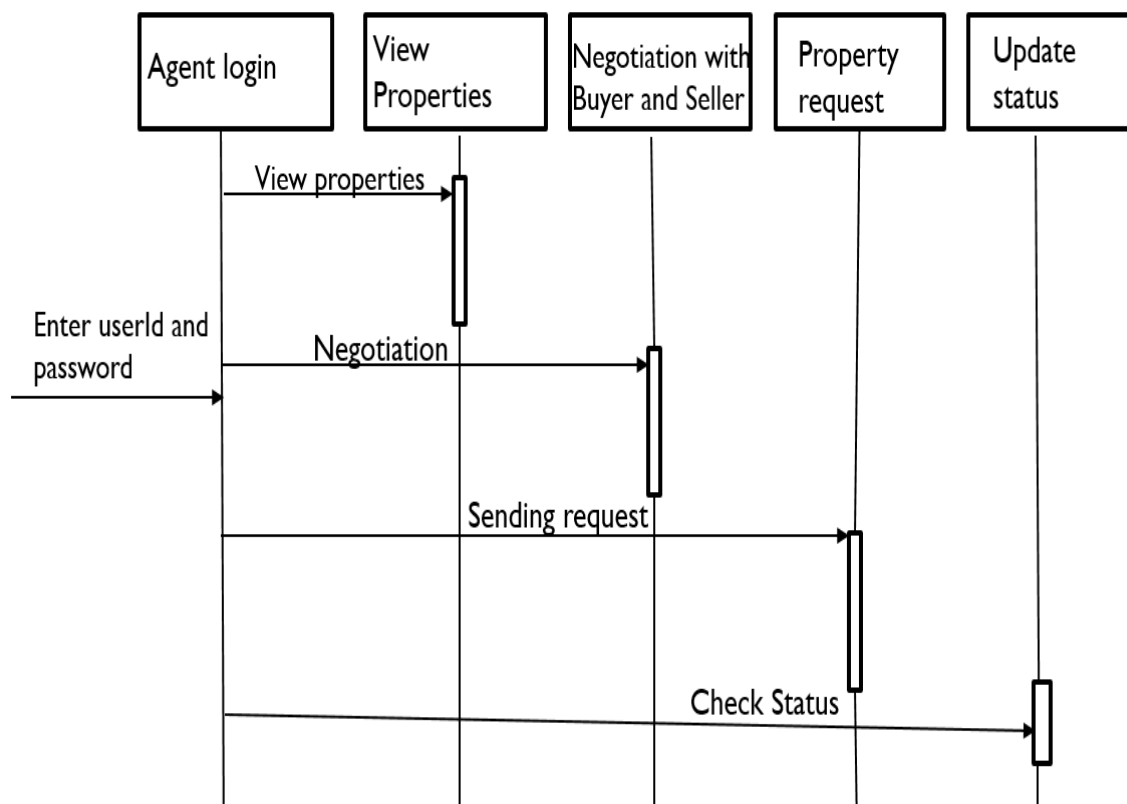 Agent login
View
Properties
Negotiation with
Buyer and Seller
Property
request
Update
status
View properties
Enter userId and
password
Negotiation
Sending request
Check Status